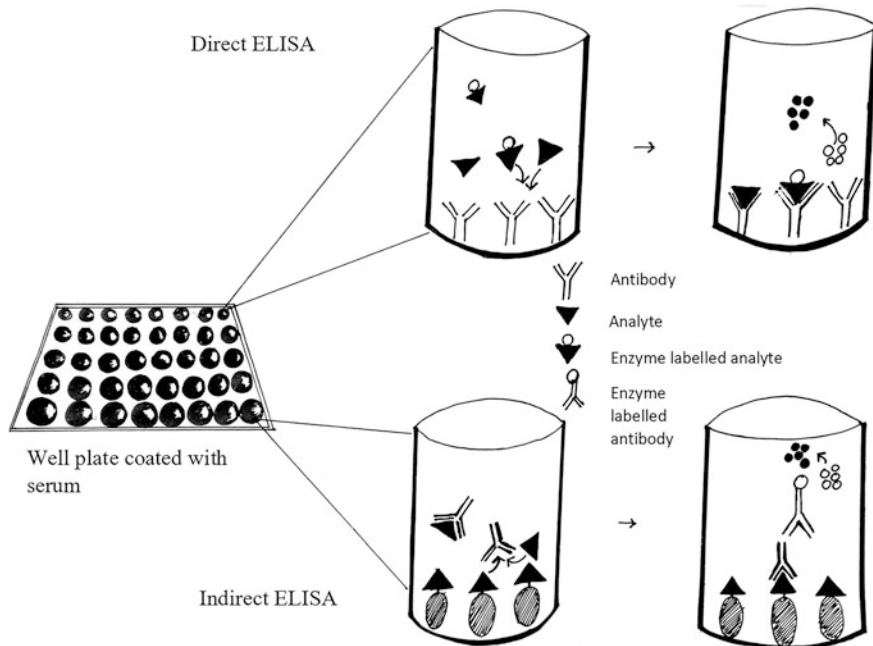 Direct ELISA
Antibody
Analyte
Enzyme labelled analyte
Enzyme
labelled
antibody
Well plate coated with
serum
Indirect ELISA